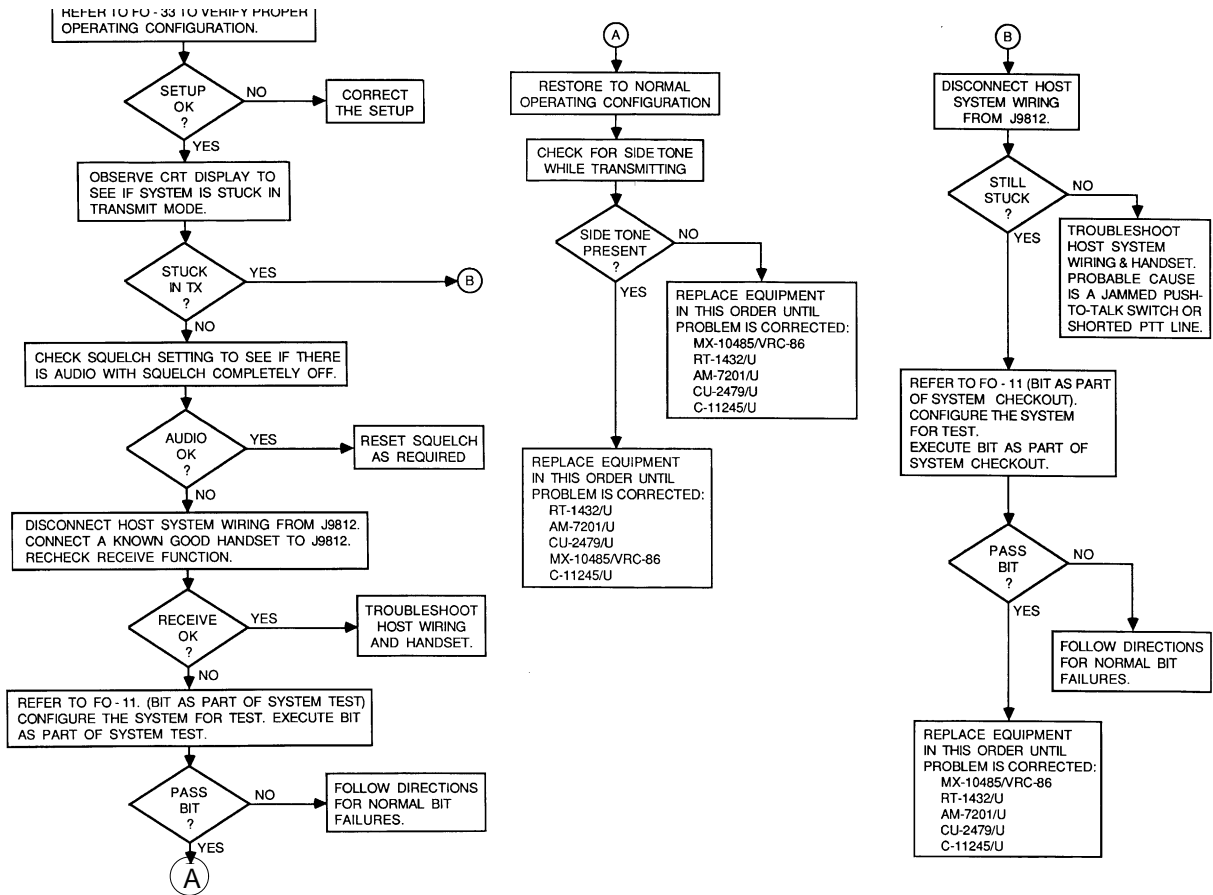 REFER TO FO - 33 TO VERIFY PROPER
OPERATING CONFIGURATION.
SETUP
OK
?
NO
CORRECT
THE SETUP
YES
OBSERVE CRT DISPLAY TO
SEE IF SYSTEM IS STUCK IN
TRANSMIT MODE.
STUCK
IN TX
?
YES
B
NO
CHECK SQUELCH SETTING TO SEE IF THERE
IS AUDIO WITH SQUELCH COMPLETELY OFF.
AUDIO
OK
?
YES
RESET SQUELCH
AS REQUIRED
NO
DISCONNECT HOST SYSTEM WIRING FROM J9812.
CONNECT A KNOWN GOOD HANDSET TO J9812.
RECHECK RECEIVE FUNCTION.
RECEIVE
OK
?
YES
TROUBLESHOOT
HOST WIRING
AND HANDSET.
NO
REFER TO FO - 11. (BIT AS PART OF SYSTEM TEST)
CONFIGURE THE SYSTEM FOR TEST. EXECUTE BIT
AS PART OF SYSTEM TEST.
PASS
BIT
?
NO
FOLLOW DIRECTIONS
FOR NORMAL BIT
FAILURES.
YES
A
A
RESTORE TO NORMAL
OPERATING CONFIGURATION
CHECK FOR SIDE TONE
WHILE TRANSMITTING
SIDE TONE
PRESENT
?
NO
YES
REPLACE EQUIPMENT
IN THIS ORDER UNTIL
PROBLEM IS CORRECTED:
MX-10485/VRC-86
RT-1432/U
AM-7201/U
CU-2479/U
C-11245/U
REPLACE EQUIPMENT
IN THIS ORDER UNTIL
PROBLEM IS CORRECTED:
RT-1432/U
AM-7201/U
CU-2479/U
MX-10485/VRC-86
C-11245/U
B
DISCONNECT HOST
SYSTEM WIRING
FROM J9812.
STILL
STUCK
?
NO
YES
TROUBLESHOOT
HOST SYSTEM
WIRING & HANDSET.
PROBABLE CAUSE
IS A JAMMED PUSH-
TO-TALK SWITCH OR
SHORTED PTT LINE.
REFER TO FO - 11 (BIT AS PART
OF SYSTEM CHECKOUT).
CONFIGURE THE SYSTEM
FOR TEST.
EXECUTE BIT AS PART OF
SYSTEM CHECKOUT.
PASS
BIT
?
NO
YES
FOLLOW DIRECTIONS
FOR NORMAL BIT
FAILURES.
REPLACE EQUIPMENT
IN THIS ORDER UNTIL
PROBLEM IS CORRECTED:
MX-10485/VRC-86
RT-1432/U
AM-7201/U
CU-2479/U
C-11245/U